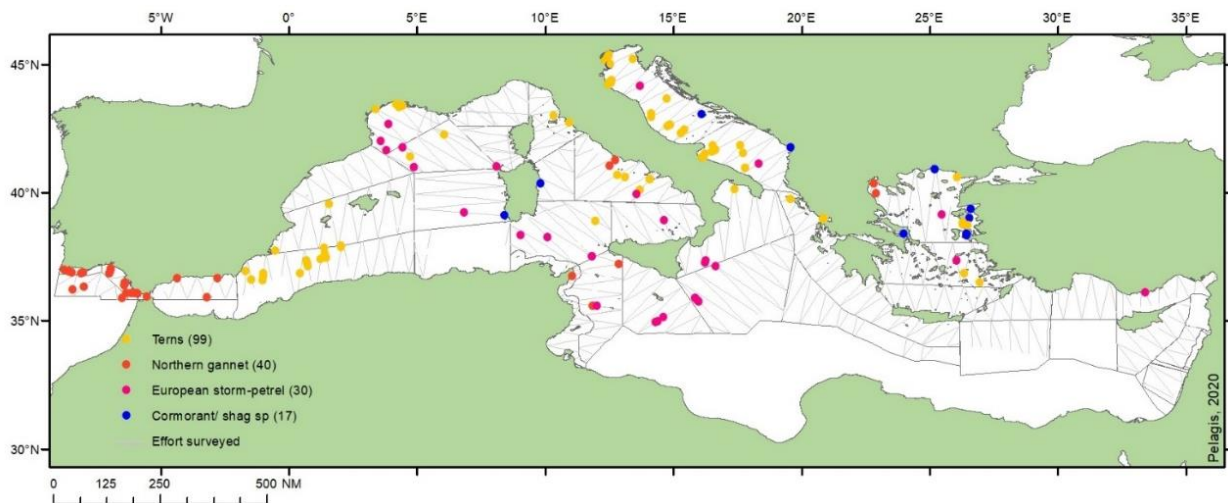 5°W 0° 5°E 10°E 15°E 20°E 25°E 30°E 35°E
45°N
40°N
35°N
30°N
Terns (99)
Northern gannet (40)
European storm-petrel (30)
Cormorant/ shag sp (17)
Effort surveyed
Pelagis, 2020
0 125 250 500 NM